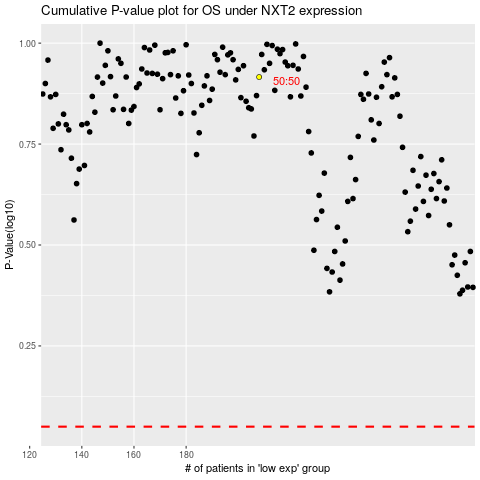 Cumulative P-value plot for OS under NXT2 expression
1.00
50:50
0.75
0.50
0.25
P-Value(log10)
120 140 160 180
# of patients in 'low exp' group